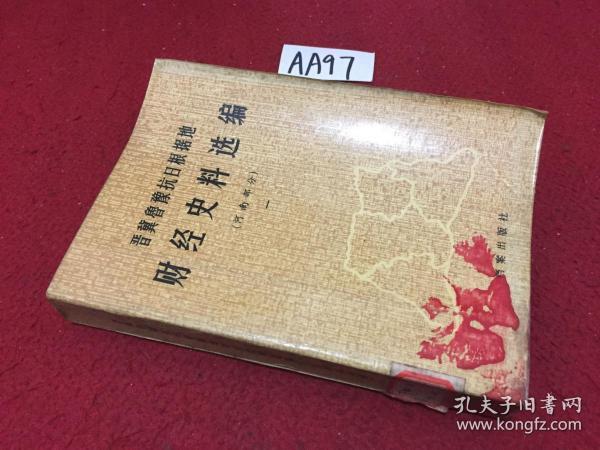 AA97
晋冀鲁豫抗日根据地
财经史料选编
(河南部分)
一
档案出版社
孔夫子旧书网
www.kongfz.com